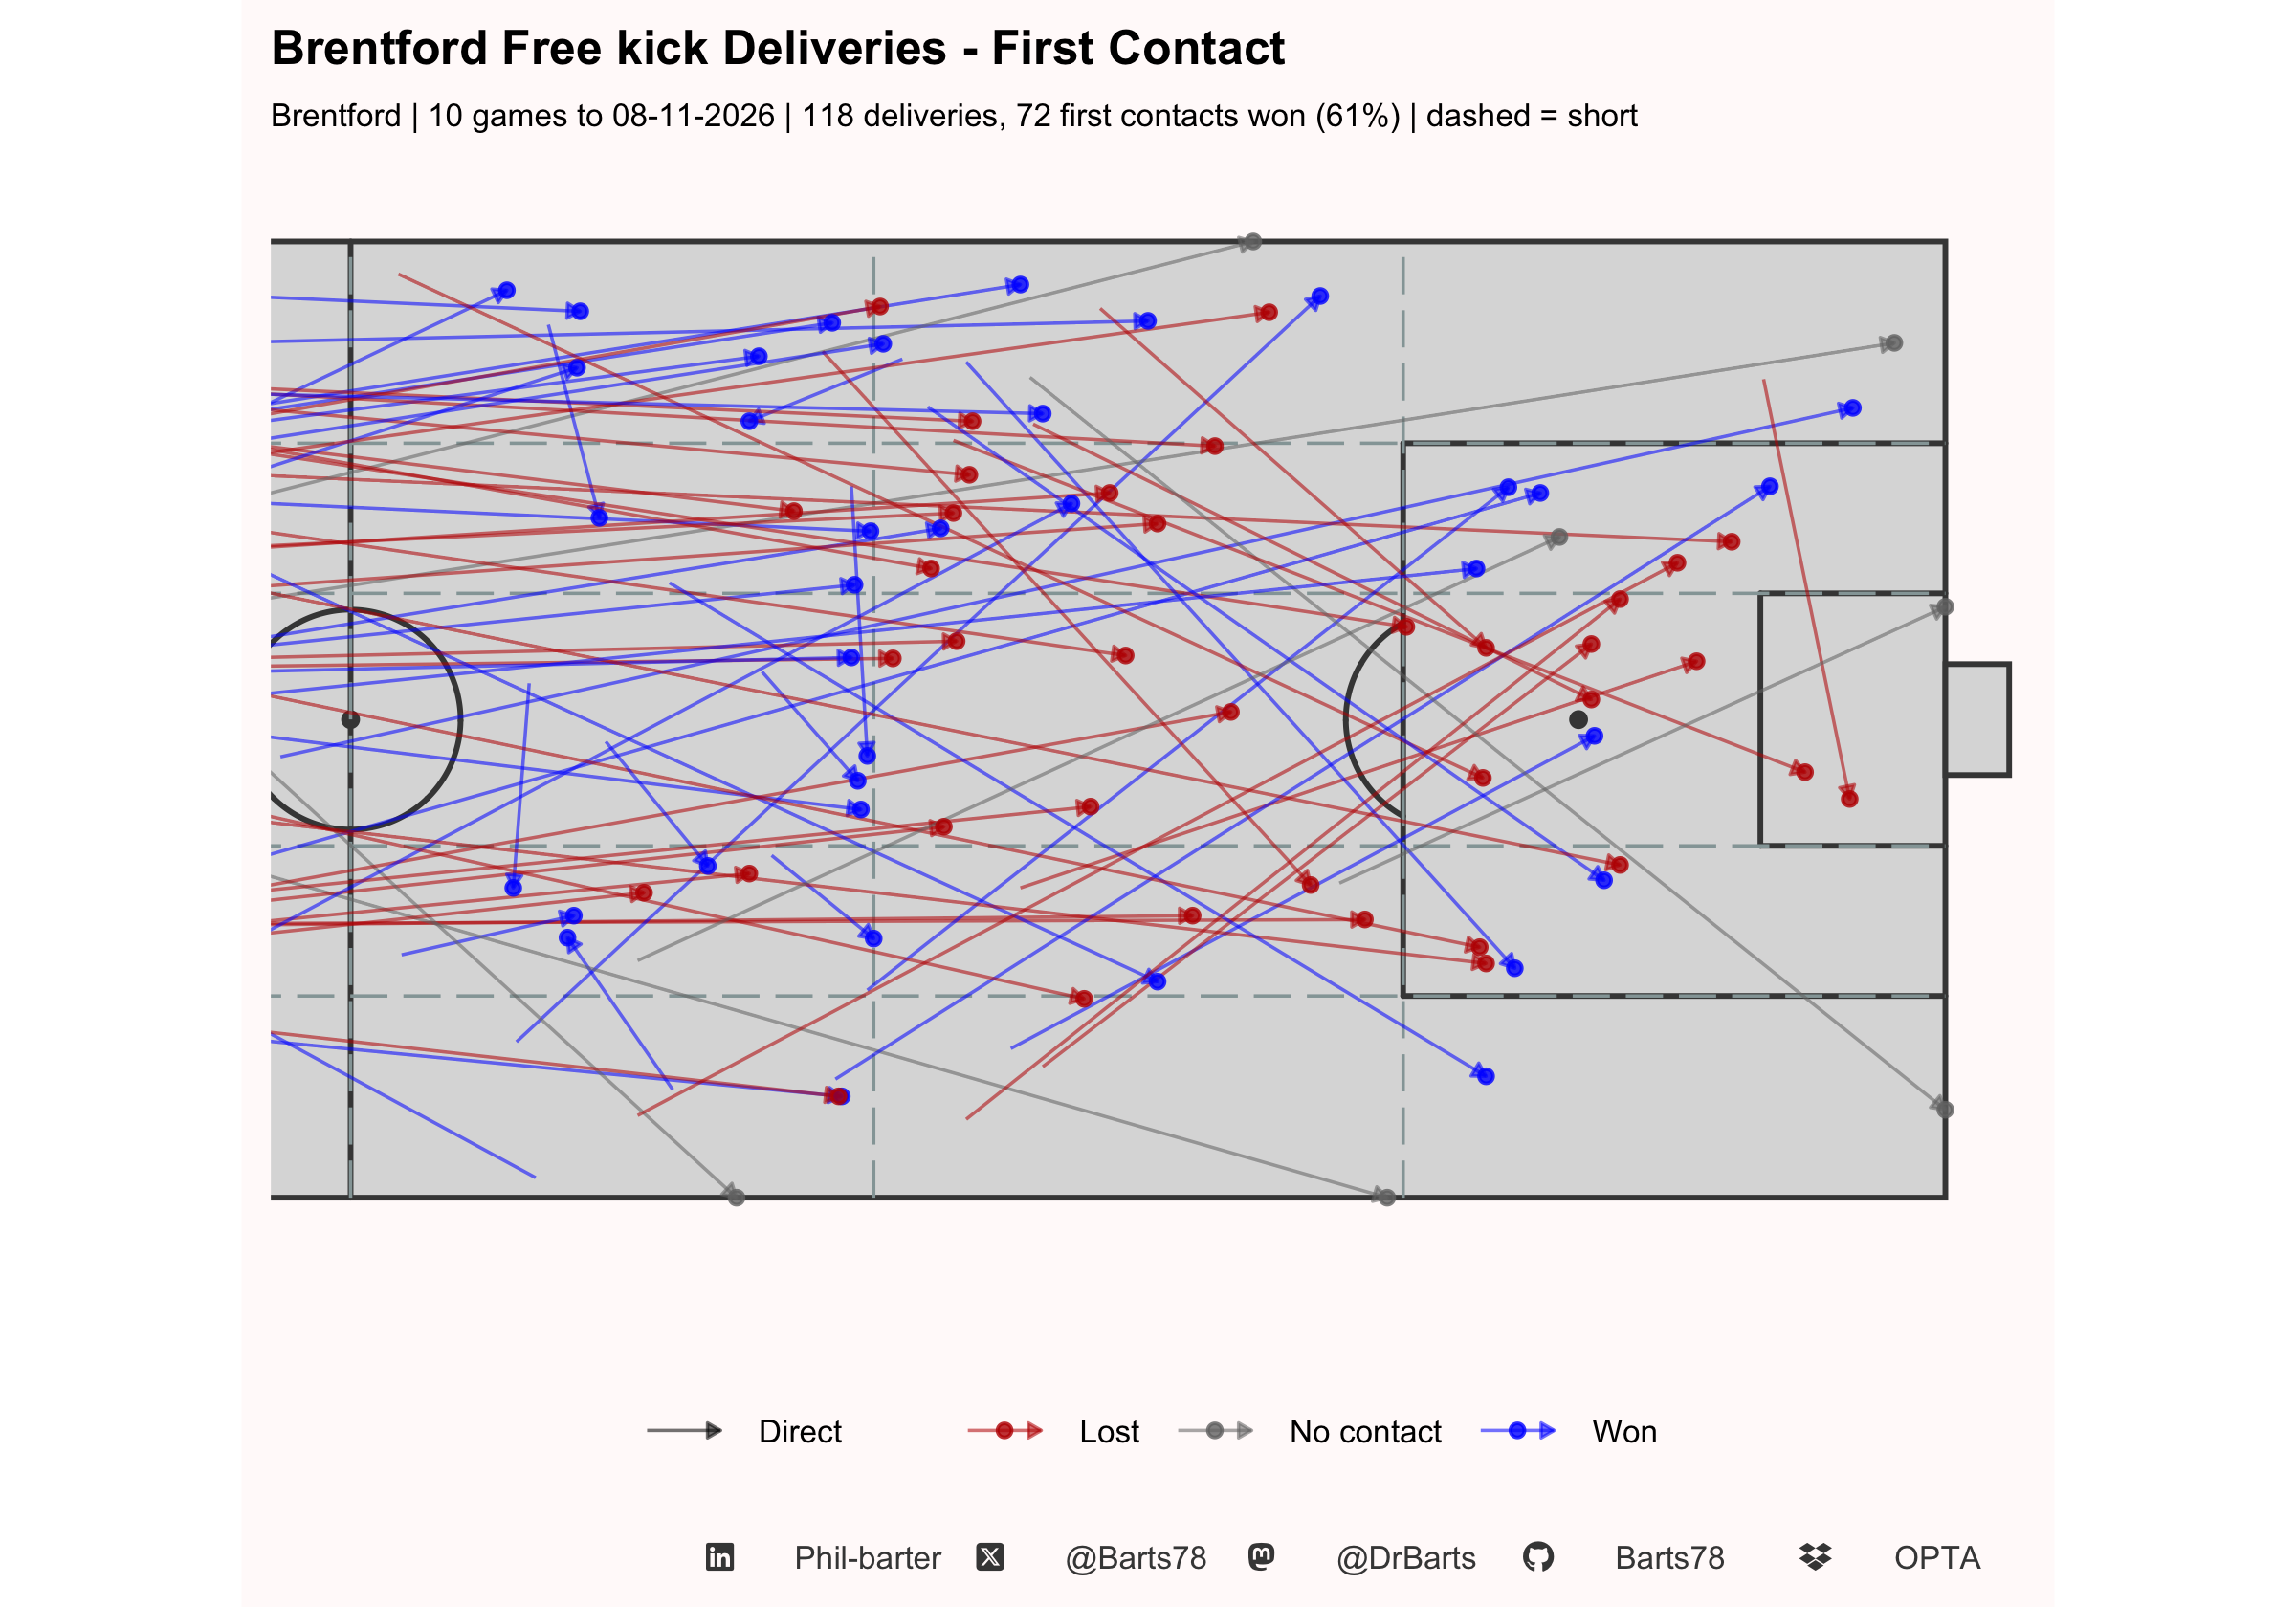 Brentford Free kick Deliveries - First Contact
Brentford | 10 games to 08-11-2026 | 118 deliveries, 72 first contacts won (61%) | dashed = short
Direct Lost No contact Won
Phil-barter @Barts78 @DrBarts Barts78 OPTA